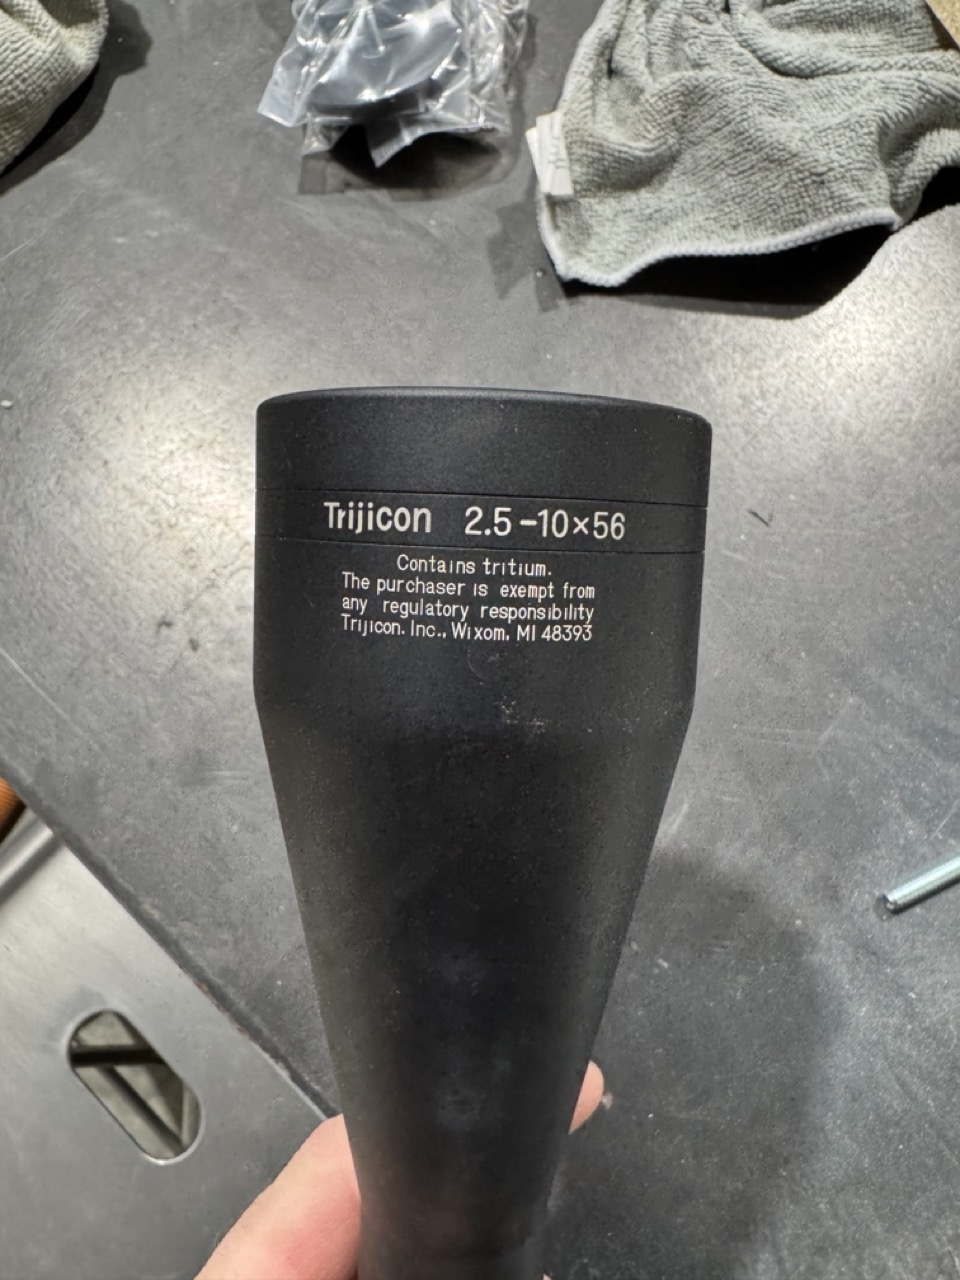 Trijicon 2.5-10×56
Contains tritium.
The purchaser is exempt from
any regulatory responsibility
Trijicon, Inc., Wixom, MI 48393